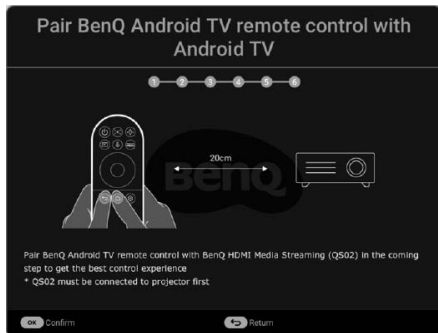 Pair BenQ Android TV remote control with
Android TV
1 2 3 4 5 6
20cm
BenQ
Pair BenQ Android TV remote control with BenQ HDMI Media Streaming (QS02) in the coming
step to get the best control experience
* QS02 must be connected to projector first
OK Confirm
Return